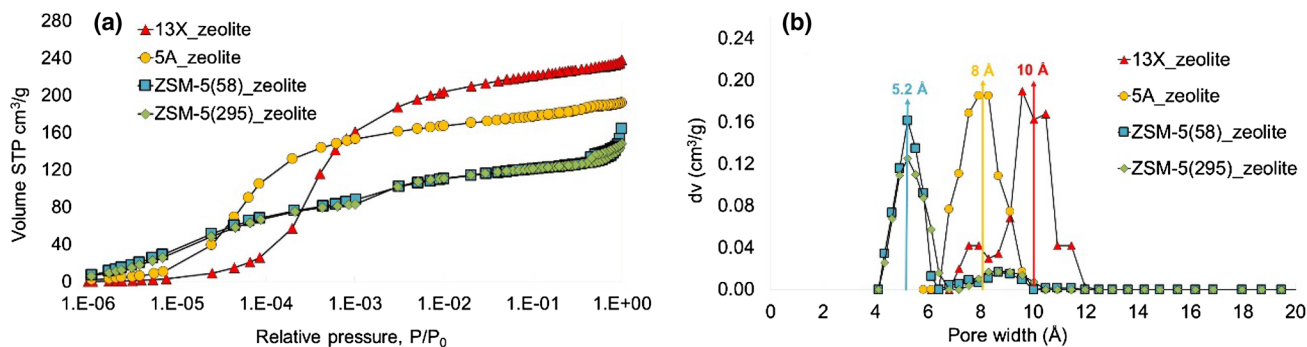 (a)
280
240
200
160
120
80
40
0
Volume STP cm³/g
13X_zeolite
5A_zeolite
ZSM-5(58)_zeolite
ZSM-5(295)_zeolite
1.E-06 1.E-05 1.E-04 1.E-03 1.E-02 1.E-01 1.E+00
Relative pressure, P/P₀
(b)
0.24
0.20
0.16
0.12
0.08
0.04
0.00
dv (cm³/g)
5.2 Å
8 Å
10 Å
13X_zeolite
5A_zeolite
ZSM-5(58)_zeolite
ZSM-5(295)_zeolite
0 2 4 6 8 10 12 14 16 18 20
Pore width (Å)